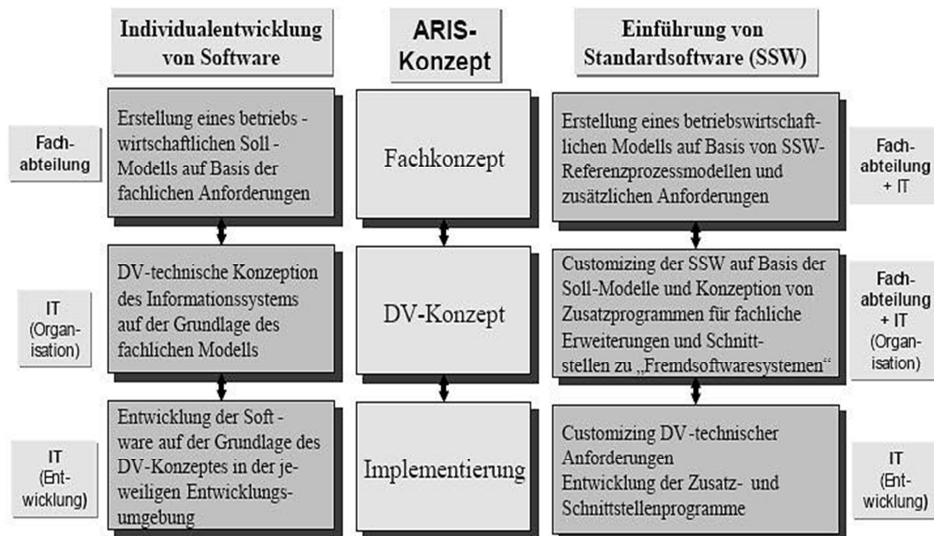 Individualentwicklung
von Software
ARIS-
Konzept
Einführung von
Standardsoftware (SSW)
Fach-
abteilung
Erstellung eines betriebs -
wirtschaftlichen Soll -
Modells auf Basis der
fachlichen Anforderungen
Fachkonzept
Erstellung eines betriebswirtschaft-
lichen Modells auf Basis von SSW-
Referenzprozessmodellen und
zusätzlichen Anforderungen
Fach-
abteilung
+ IT
IT
(Organ-
isation)
DV-technische Konzeption
des Informationssystems
auf der Grundlage des
fachlichen Modells
DV-Konzept
Customizing der SSW auf Basis der
Soll-Modelle und Konzeption von
Zusatzprogrammen für fachliche
Erweiterungen und Schnitt-
stellen zu „Fremdsoftwaresystemen“
Fach-
abteilung
+ IT
(Organ-
isation)
IT
(Ent-
wicklung)
Entwicklung der Soft -
ware auf der Grundlage des
DV-Konzeptes in der je-
weiligen Entwicklungs-
umgebung
Implementierung
Customizing DV-technischer
Anforderungen
Entwicklung der Zusatz- und
Schnittstellenprogramme
IT
(Ent-
wicklung)